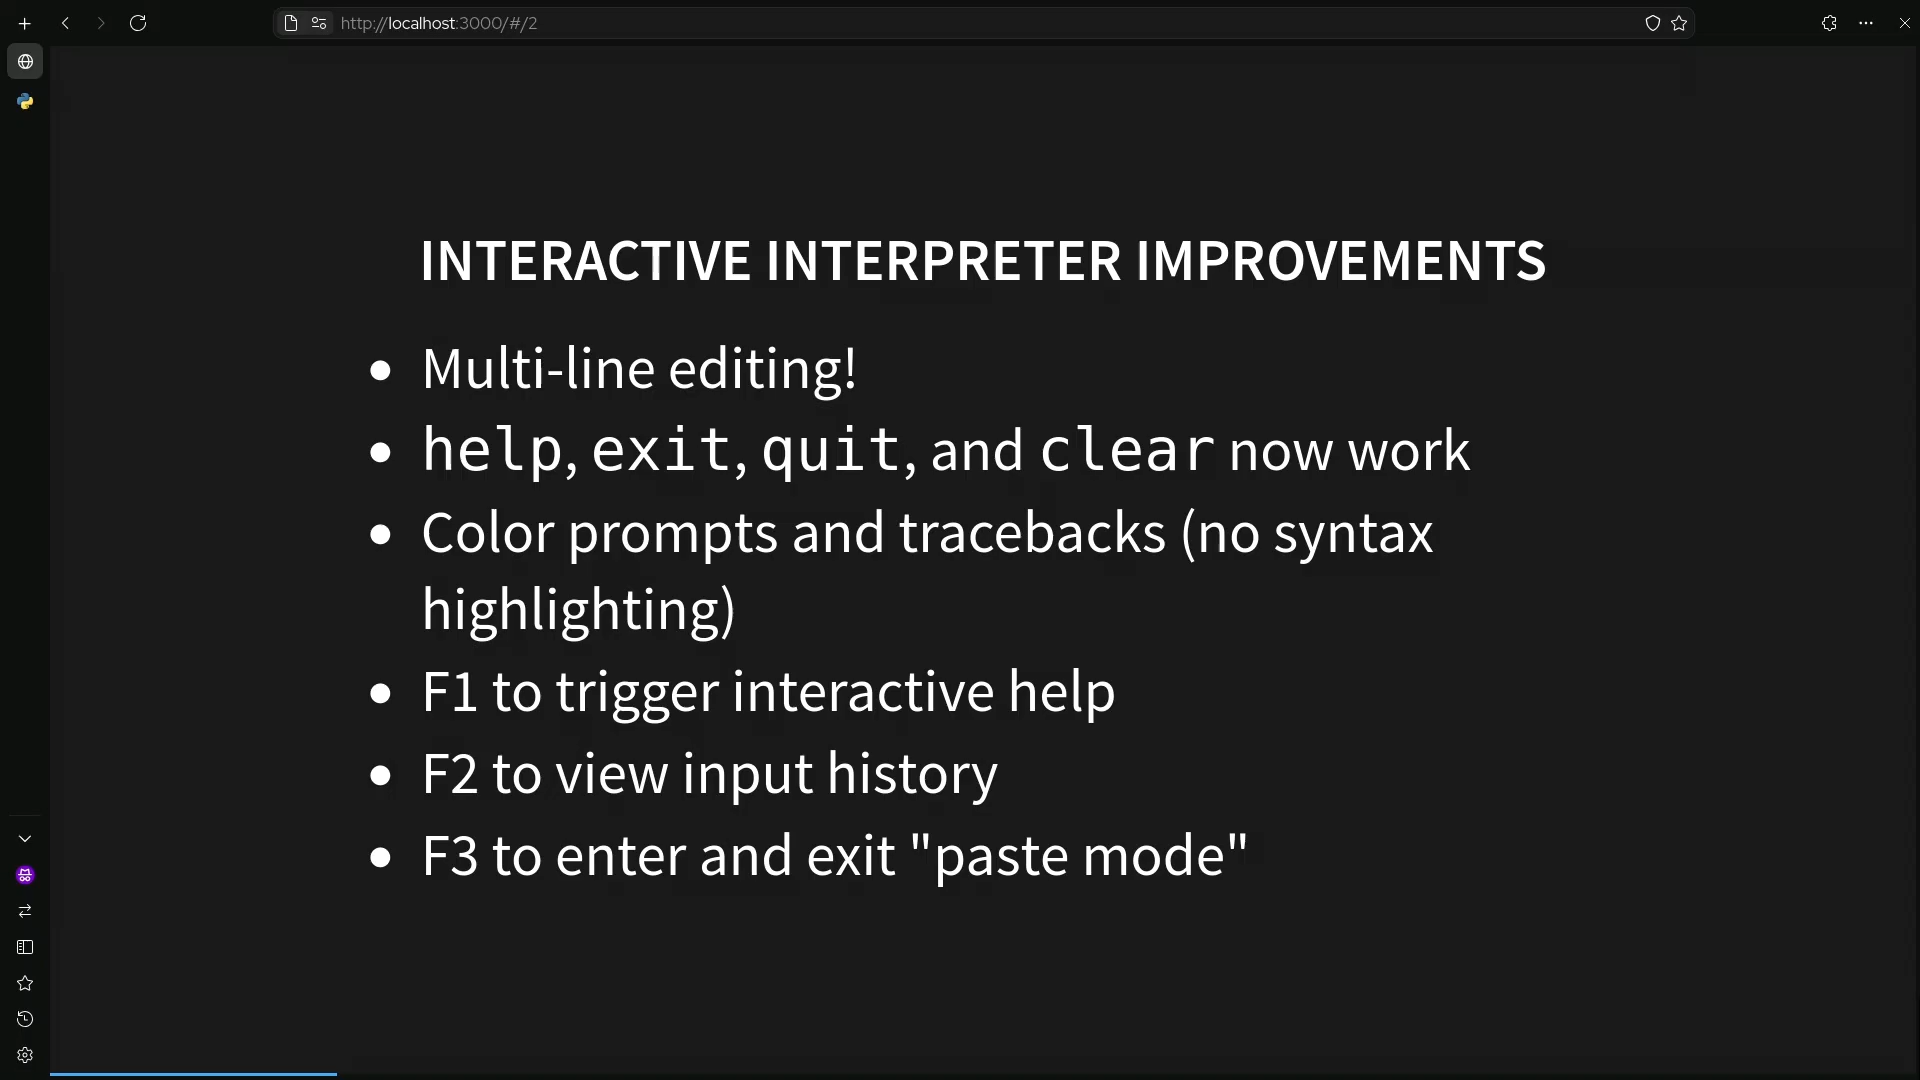 http://localhost:3000/#/2
INTERACTIVE INTERPRETER IMPROVEMENTS
• Multi-line editing!
• help, exit, quit, and clear now work
• Color prompts and tracebacks (no syntax
highlighting)
• F1 to trigger interactive help
• F2 to view input history
• F3 to enter and exit "paste mode"